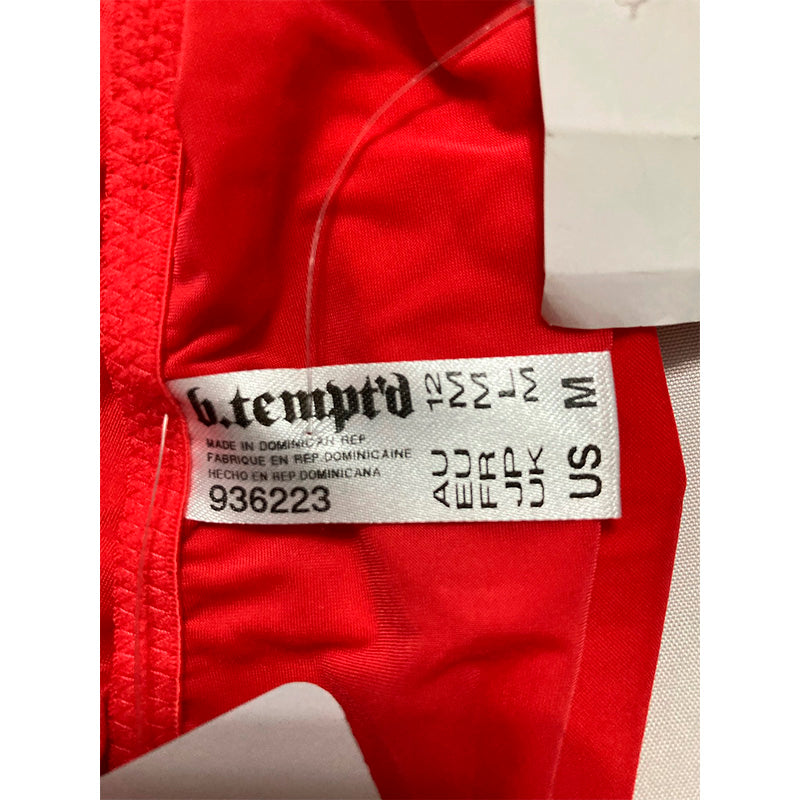 b.tempt'd
MADE IN DOMINICAN REP
FABRIQUE EN REP.DOMINICAINE
HECHO EN REP.DOMINICANA
936223
AU 12
EU M
FR M
JP L
UK M
US M